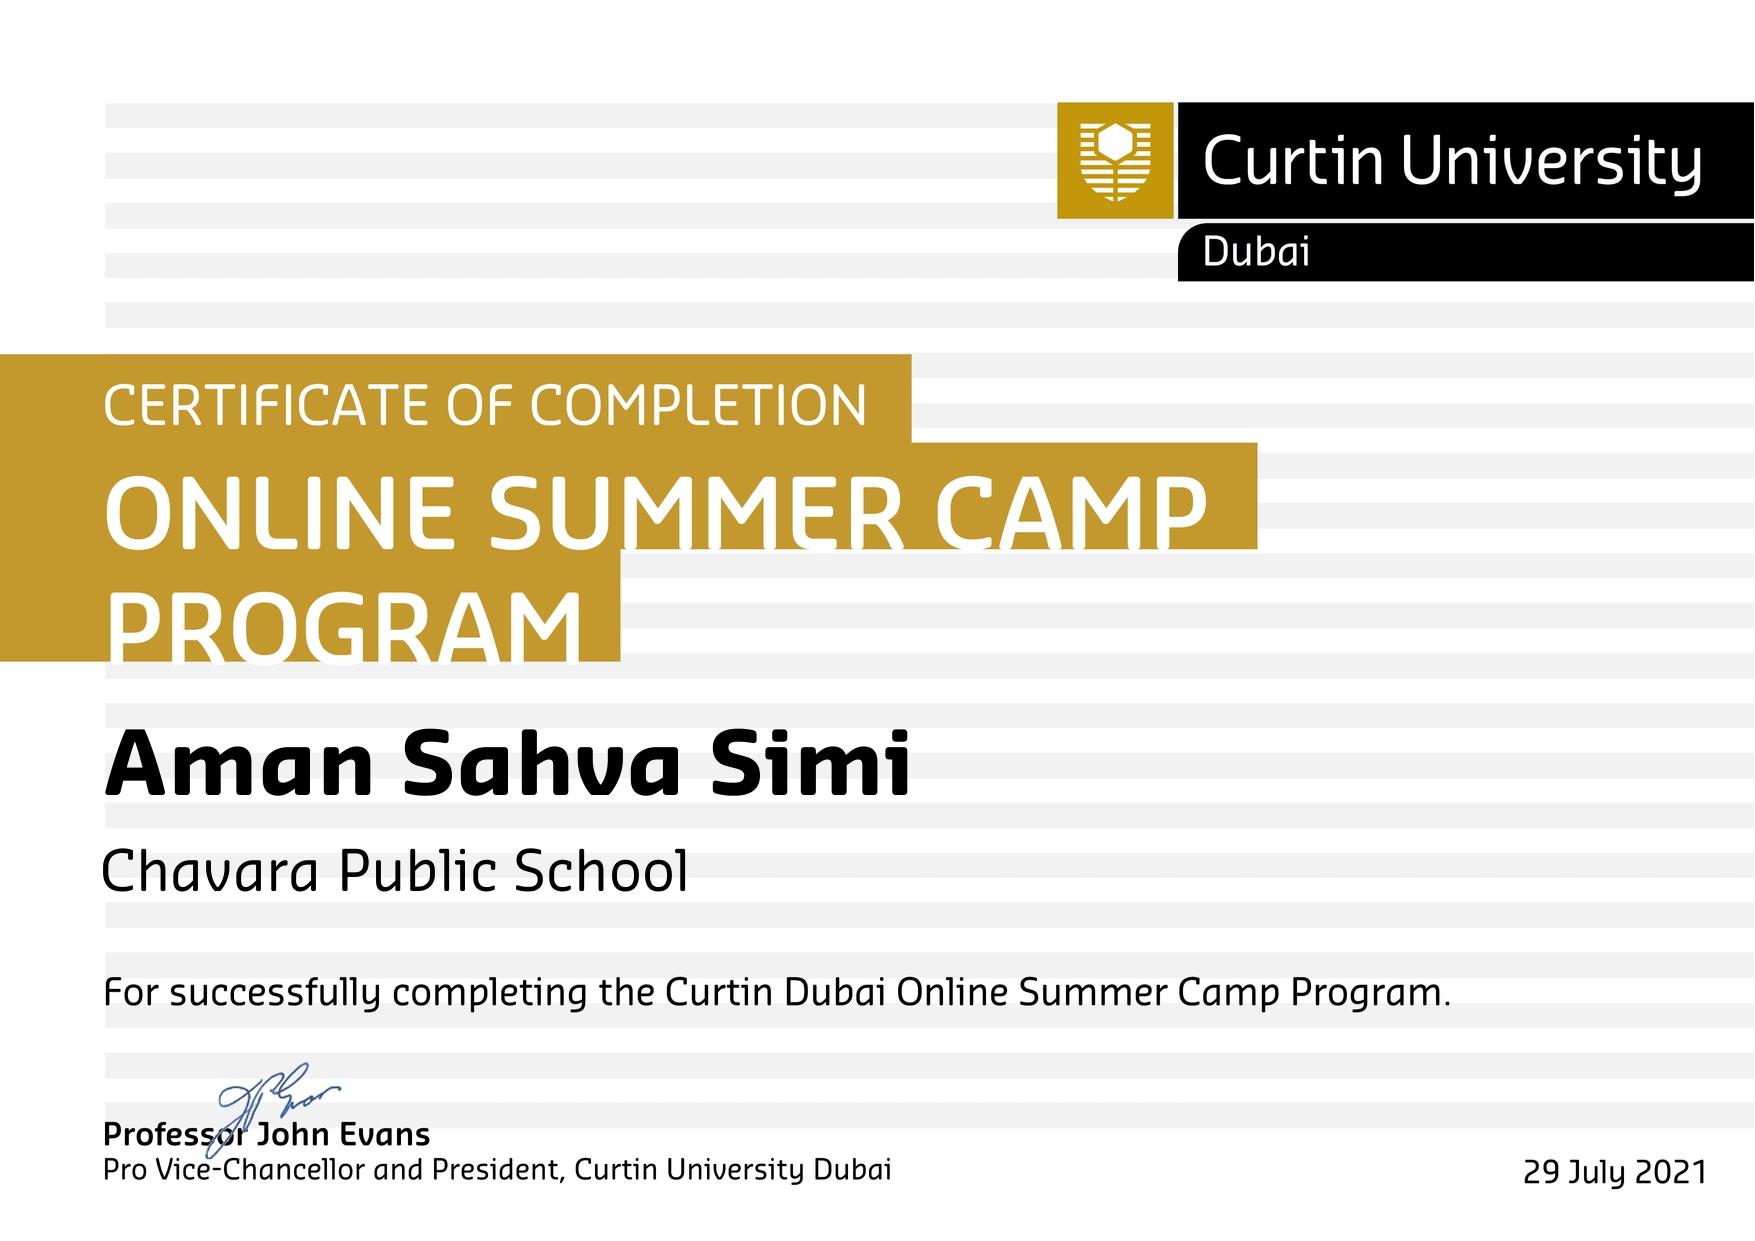 Curtin University
Dubai
CERTIFICATE OF COMPLETION
ONLINE SUMMER CAMP
PROGRAM
Aman Sahva Simi
Chavara Public School
For successfully completing the Curtin Dubai Online Summer Camp Program.
Professor John Evans
Pro Vice-Chancellor and President, Curtin University Dubai
29 July 2021